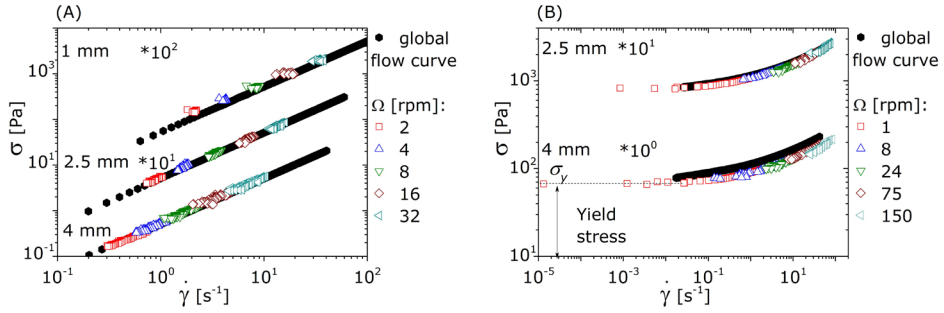 (A)
1 mm *10²
2.5 mm *10¹
4 mm
σ [Pa]
10³
10¹
10⁻¹
10⁻¹ 10⁰ 10¹ 10²
γ̇ [s⁻¹]
global
flow curve
Ω [rpm]:
2
4
8
16
32
(B)
2.5 mm *10¹
4 mm *10⁰
σy
Yield
stress
σ [Pa]
10³
10²
10¹
10⁻⁵ 10⁻³ 10⁻¹ 10¹
γ̇ [s⁻¹]
global
flow curve
Ω [rpm]:
1
8
24
75
150